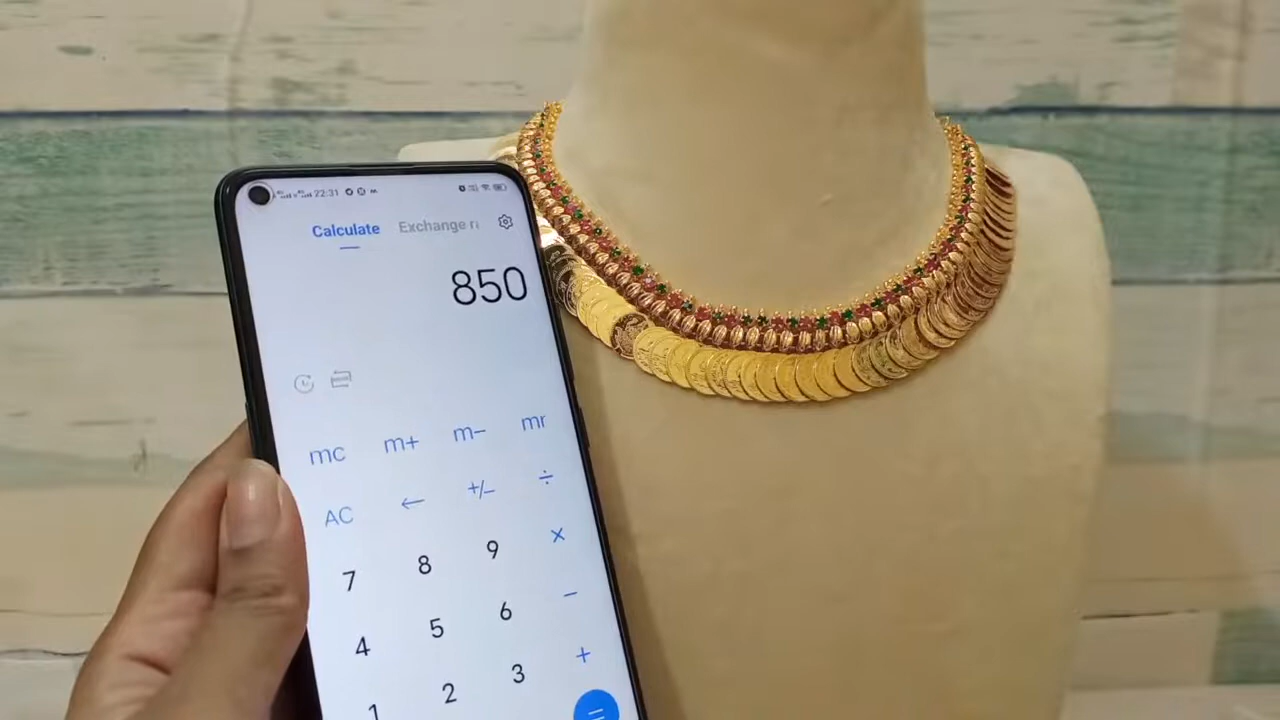 22:31
Calculate Exchange r
850
mc m+ m− mr
AC ← +/− ÷
7 8 9 ×
4 5 6 −
1 2 3 +
=